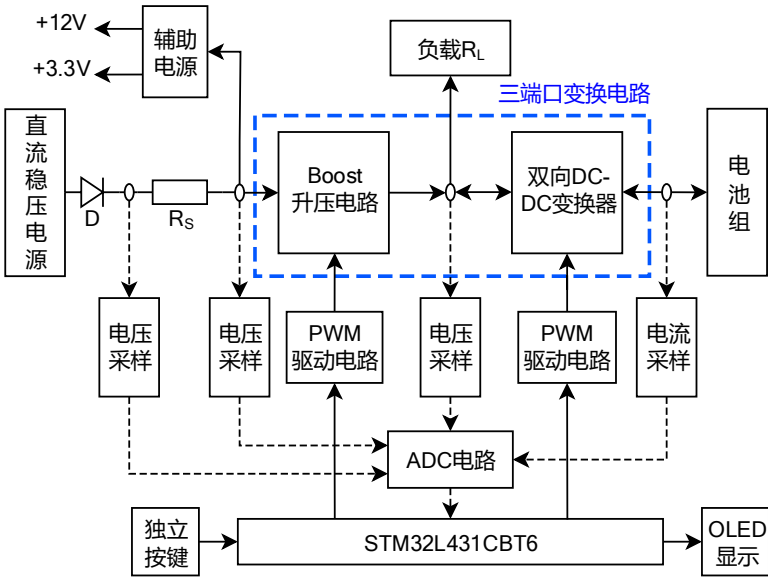 +12V
+3.3V
辅助
电源
负载RL
三端口变换电路
直
流
稳
压
电
源
D
RS
Boost
升压电路
双向DC-
DC变换器
电
池
组
电压
采样
电压
采样
PWM
驱动电路
电压
采样
PWM
驱动电路
电流
采样
ADC电路
独立
按键
STM32L431CBT6
OLED
显示